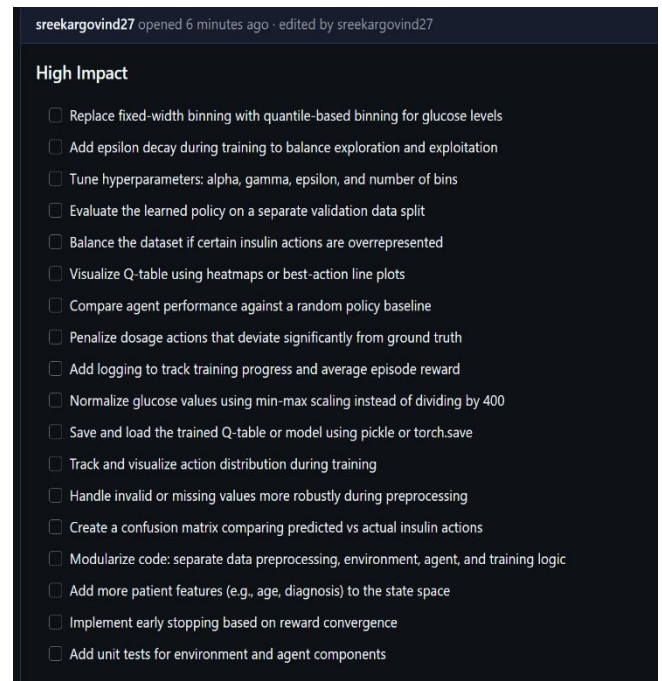 sreekargovind27 opened 6 minutes ago · edited by sreekargovind27
High Impact
Replace fixed-width binning with quantile-based binning for glucose levels
Add epsilon decay during training to balance exploration and exploitation
Tune hyperparameters: alpha, gamma, epsilon, and number of bins
Evaluate the learned policy on a separate validation data split
Balance the dataset if certain insulin actions are overrepresented
Visualize Q-table using heatmaps or best-action line plots
Compare agent performance against a random policy baseline
Penalize dosage actions that deviate significantly from ground truth
Add logging to track training progress and average episode reward
Normalize glucose values using min-max scaling instead of dividing by 400
Save and load the trained Q-table or model using pickle or torch.save
Track and visualize action distribution during training
Handle invalid or missing values more robustly during preprocessing
Create a confusion matrix comparing predicted vs actual insulin actions
Modularize code: separate data preprocessing, environment, agent, and training logic
Add more patient features (e.g., age, diagnosis) to the state space
Implement early stopping based on reward convergence
Add unit tests for environment and agent components